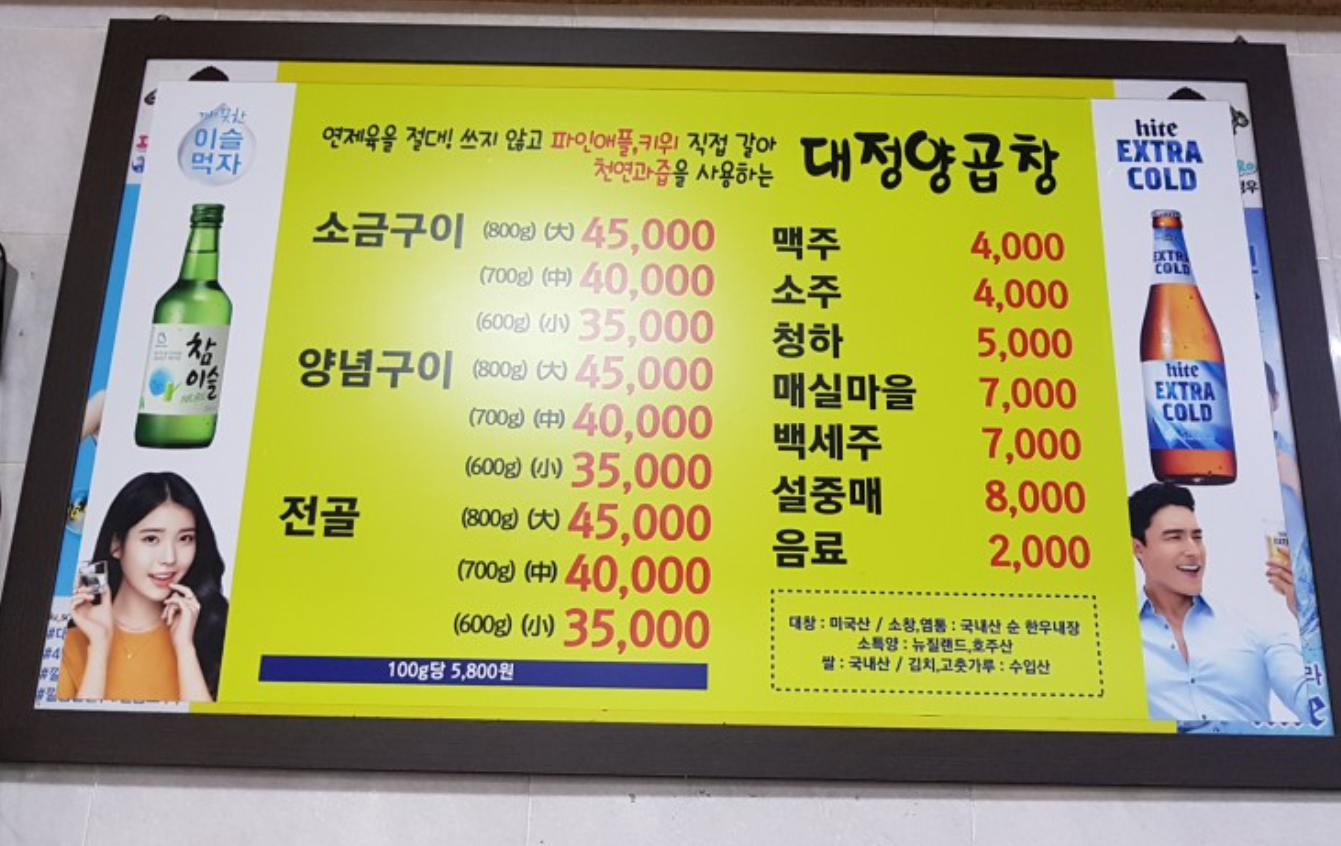 깨끗한
이슬
먹자
참
이슬
연제육을 절대! 쓰지 않고 파인애플,키위 직접 갈아
천연과즙을 사용하는
대정양곱창
소금구이 (800g) (大) 45,000
(700g) (中) 40,000
(600g) (小) 35,000
양념구이 (800g) (大) 45,000
(700g) (中) 40,000
(600g) (小) 35,000
전골 (800g) (大) 45,000
(700g) (中) 40,000
(600g) (小) 35,000
100g당 5,800원
맥주 4,000
소주 4,000
청하 5,000
매실마을 7,000
백세주 7,000
설중매 8,000
음료 2,000
대창 : 미국산 / 소창,염통 : 국내산 순 한우내장
소특양 : 뉴질랜드,호주산
쌀 : 국내산 / 김치,고춧가루 : 수입산
hite
EXTRA
COLD
EXTRA
COLD
hite
EXTRA
COLD